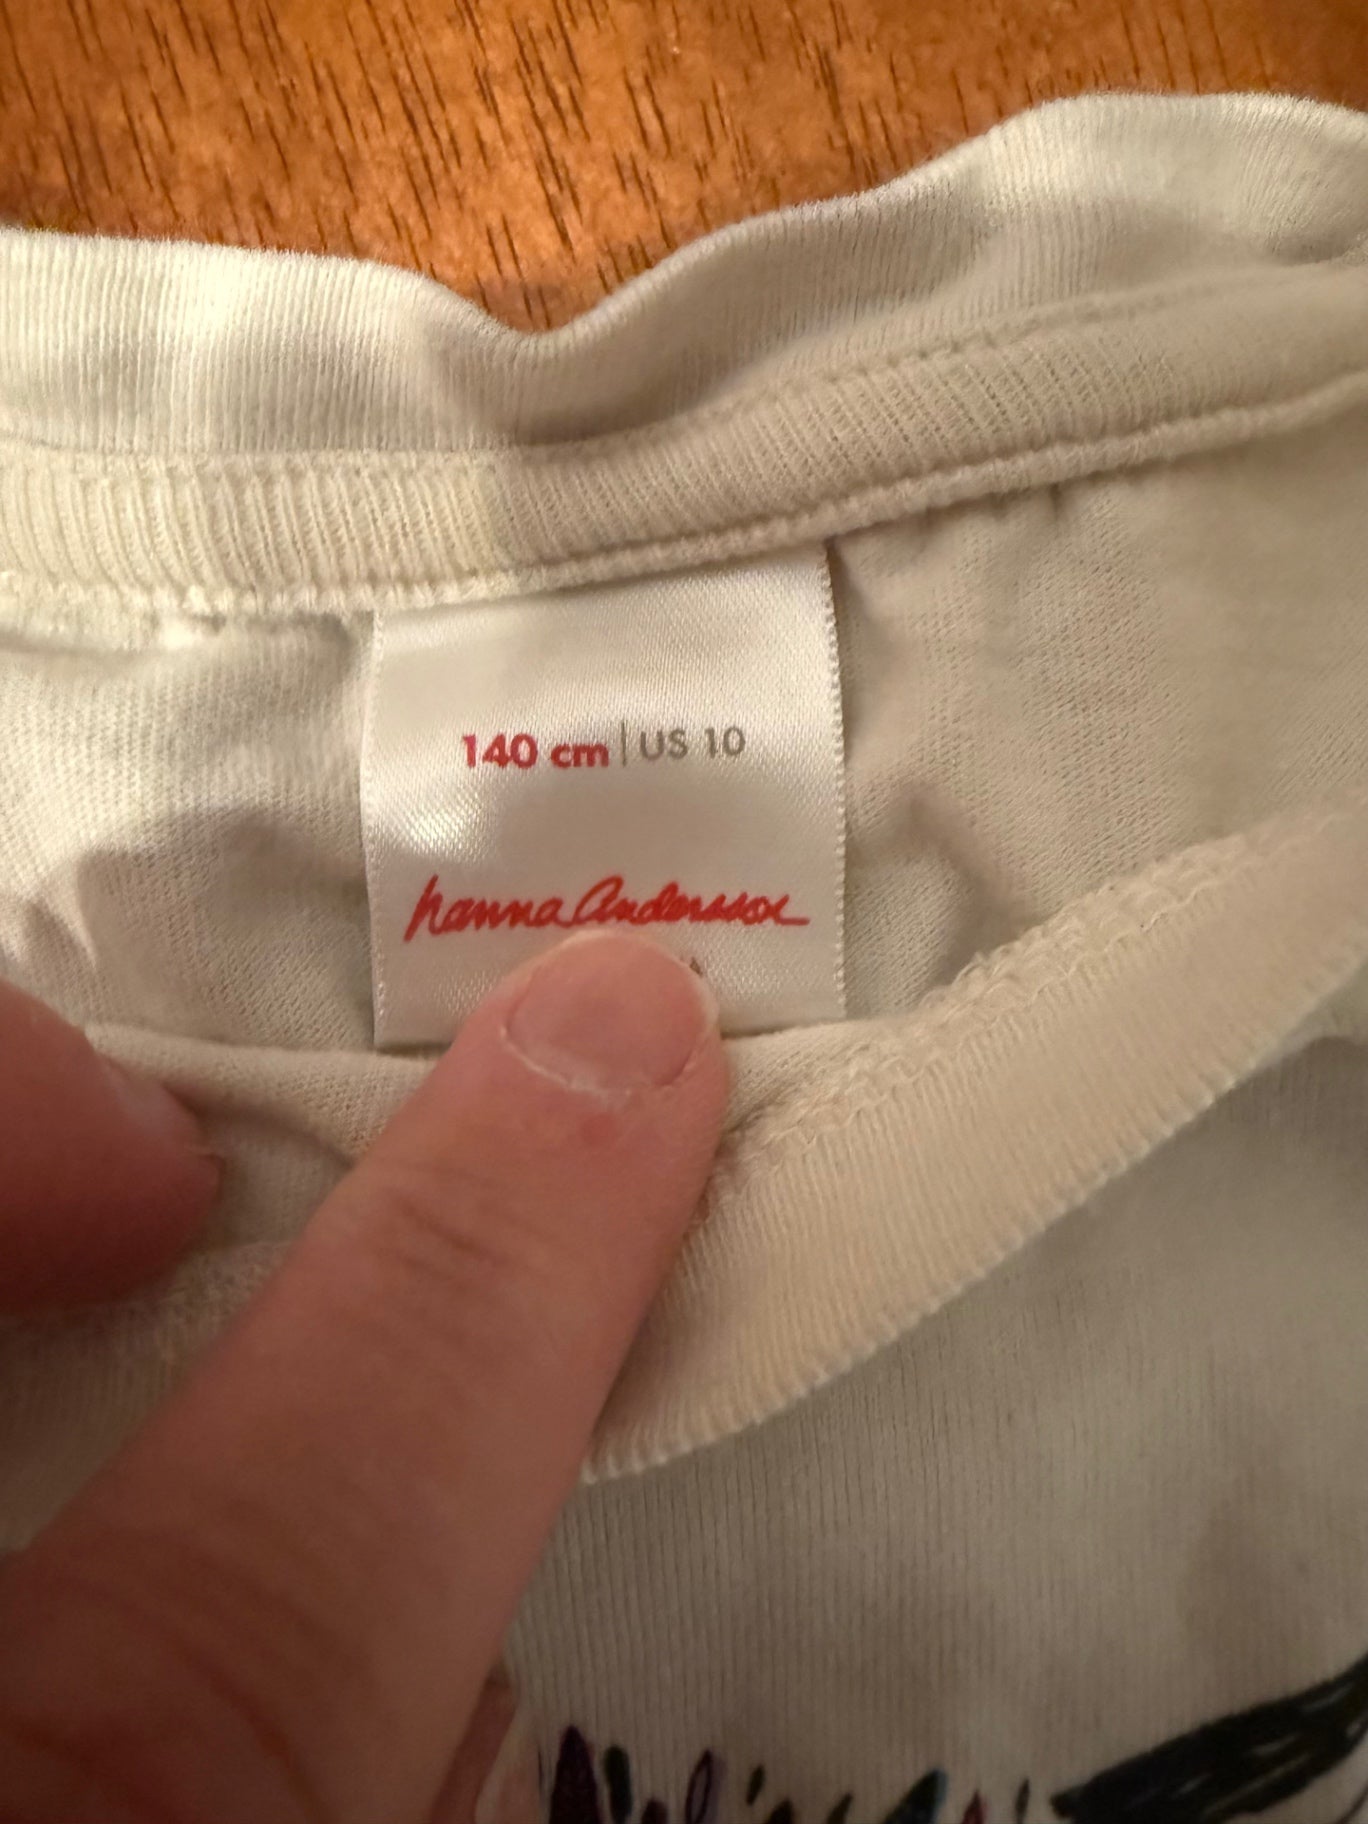 140 cm | US 10
hanna Andersson